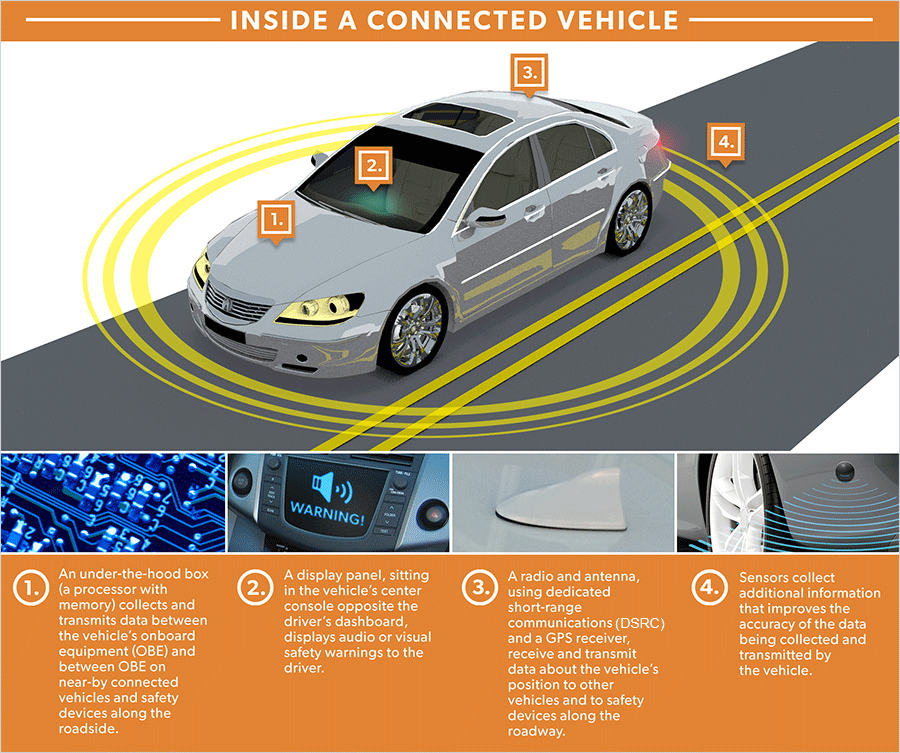 INSIDE A CONNECTED VEHICLE
3.
4.
2.
1.
WARNING!
1.
An under-the-hood box
(a processor with
memory) collects and
transmits data between
the vehicle's onboard
equipment (OBE) and
between OBE on
near-by connected
vehicles and safety
devices along the
roadside.
2.
A display panel, sitting
in the vehicle's center
console opposite the
driver's dashboard,
displays audio or visual
safety warnings to the
driver.
3.
A radio and antenna,
using dedicated
short-range
communications (DSRC)
and a GPS receiver,
receive and transmit
data about the vehicle's
position to other
vehicles and to safety
devices along the
roadway.
4.
Sensors collect
additional information
that improves the
accuracy of the data
being collected and
transmitted by
the vehicle.